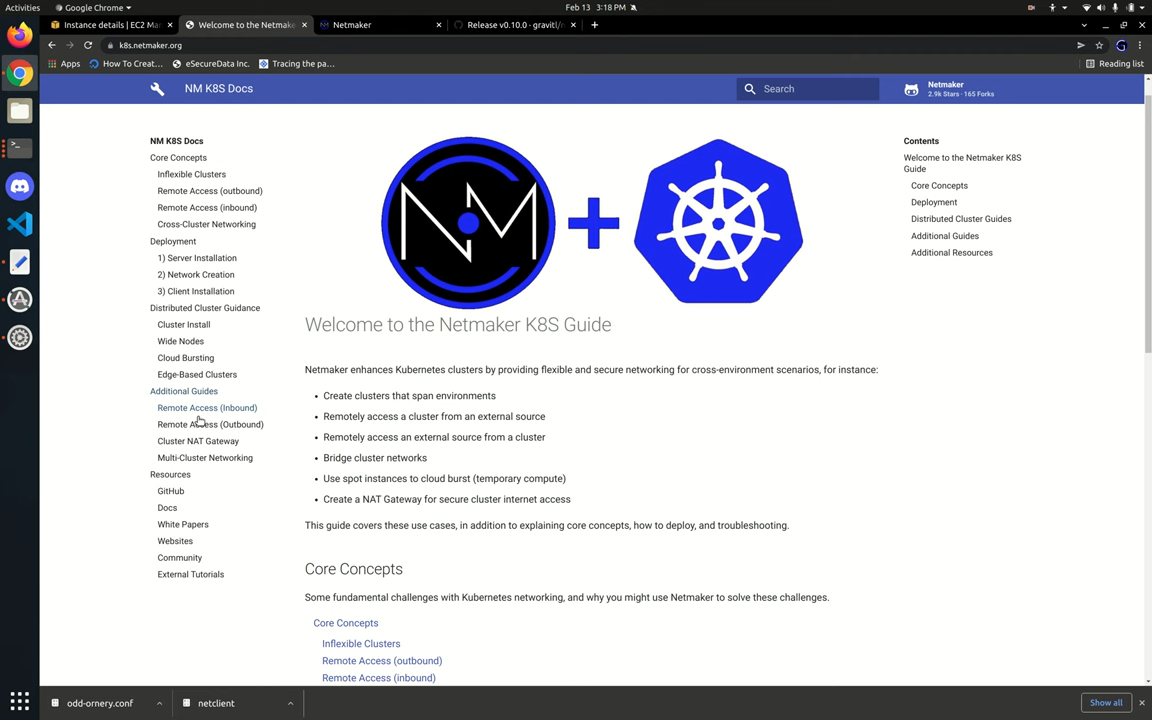 Activities
Google Chrome
Feb 13 3:18 PM
Instance details | EC2 Ma
Welcome to the Netmake
Netmaker
Release v0.10.0 · gravitl/n
k8s.netmaker.org
Apps
How To Creat...
eSecureData Inc.
Tracing the pa...
Reading list
NM K8S Docs
Search
Netmaker
2.9k Stars · 165 Forks
NM K8S Docs
Core Concepts
Inflexible Clusters
Remote Access (outbound)
Remote Access (inbound)
Cross-Cluster Networking
Deployment
1) Server Installation
2) Network Creation
3) Client Installation
Distributed Cluster Guidance
Cluster Install
Wide Nodes
Cloud Bursting
Edge-Based Clusters
Additional Guides
Remote Access (Inbound)
Remote Access (Outbound)
Cluster NAT Gateway
Multi-Cluster Networking
Resources
GitHub
Docs
White Papers
Websites
Community
External Tutorials
NM
Welcome to the Netmaker K8S Guide
Netmaker enhances Kubernetes clusters by providing flexible and secure networking for cross-environment scenarios, for instance:
• Create clusters that span environments
• Remotely access a cluster from an external source
• Remotely access an external source from a cluster
• Bridge cluster networks
• Use spot instances to cloud burst (temporary compute)
• Create a NAT Gateway for secure cluster internet access
This guide covers these use cases, in addition to explaining core concepts, how to deploy, and troubleshooting.
Core Concepts
Some fundamental challenges with Kubernetes networking, and why you might use Netmaker to solve these challenges.
Core Concepts
Inflexible Clusters
Remote Access (outbound)
Remote Access (inbound)
Contents
Welcome to the Netmaker K8S
Guide
Core Concepts
Deployment
Distributed Cluster Guides
Additional Guides
Additional Resources
odd-ornery.conf
netclient
Show all